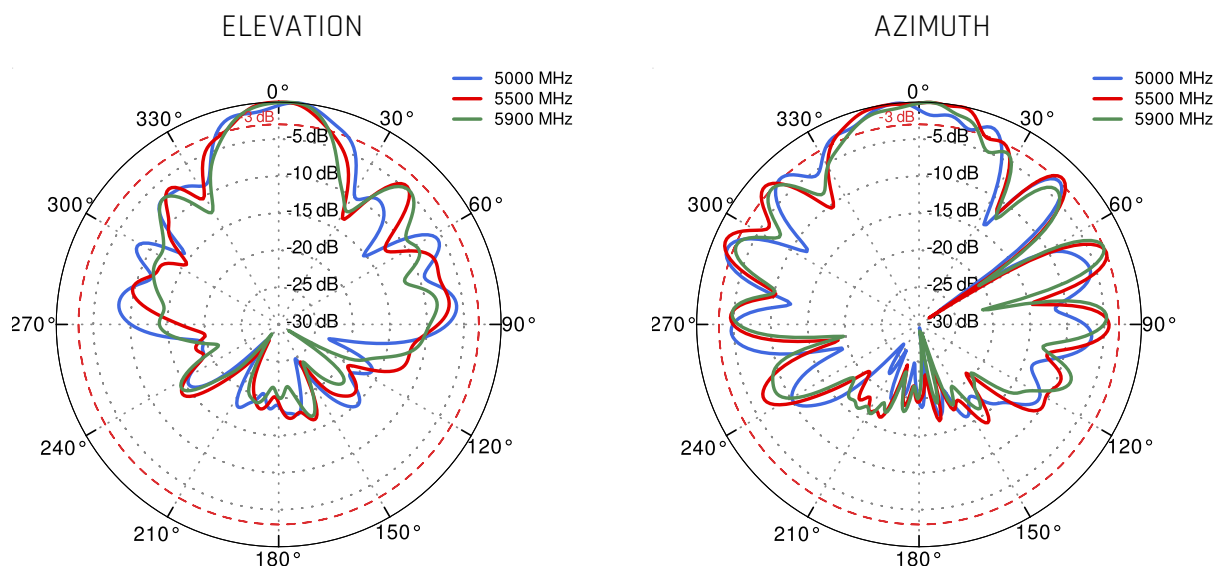 ELEVATION
5000 MHz
5500 MHz
5900 MHz
0°
30°
60°
90°
120°
150°
180°
210°
240°
270°
300°
330°
3 dB
-5 dB
-10 dB
-15 dB
-20 dB
-25 dB
-30 dB
AZIMUTH
5000 MHz
5500 MHz
5900 MHz
0°
30°
60°
90°
120°
150°
180°
210°
240°
270°
300°
330°
-3 dB
-5 dB
-10 dB
-15 dB
-20 dB
-25 dB
-30 dB